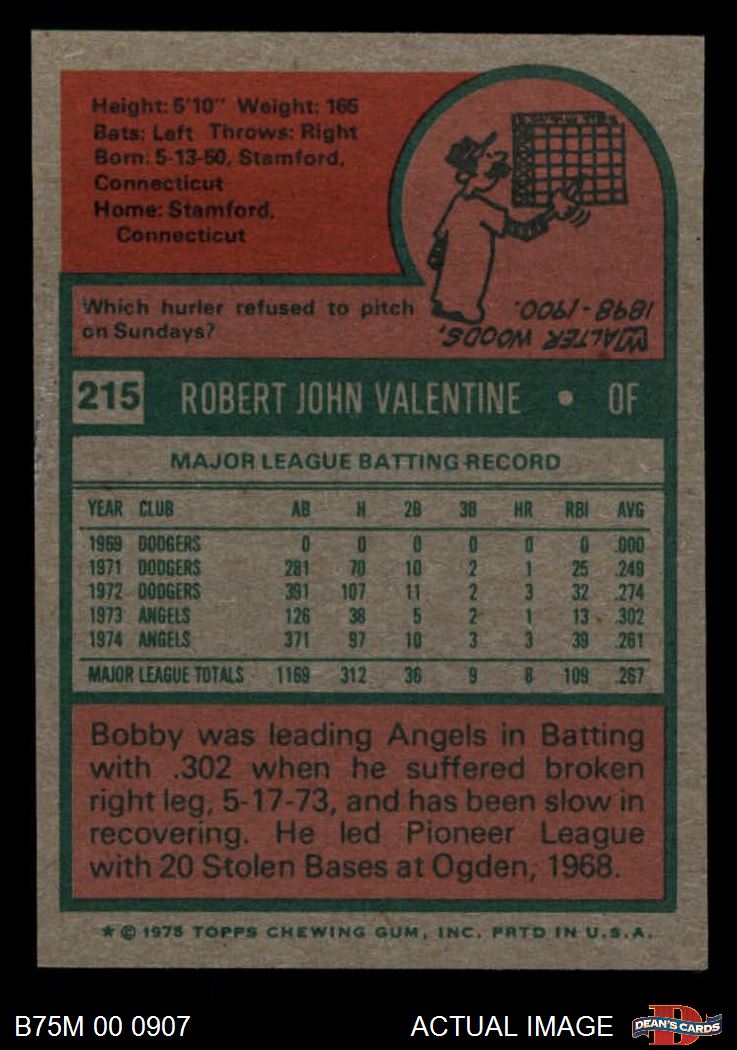 Height: 5'10" Weight: 165
Bats: Left Throws: Right
Born: 5-13-50, Stamford,
Connecticut
Home: Stamford,
Connecticut
Which hurler refused to pitch
on Sundays?
WALTER WOODS,
1898-1900.
215 ROBERT JOHN VALENTINE • OF
MAJOR LEAGUE BATTING RECORD
YEAR CLUB AB H 2B 3B HR RBI AVG
1969 DODGERS 0 0 0 0 0 0 .000
1971 DODGERS 281 70 10 2 1 25 .249
1972 DODGERS 391 107 11 2 3 32 .274
1973 ANGELS 126 38 5 2 1 13 .302
1974 ANGELS 371 97 10 3 3 39 .261
MAJOR LEAGUE TOTALS 1169 312 36 9 8 109 .267
Bobby was leading Angels in Batting
with .302 when he suffered broken
right leg, 5-17-73, and has been slow in
recovering. He led Pioneer League
with 20 Stolen Bases at Ogden, 1968.
* © 1975 TOPPS CHEWING GUM, INC. PRTD IN U.S.A.
B75M 00 0907 ACTUAL IMAGE
DEAN'S CARDS